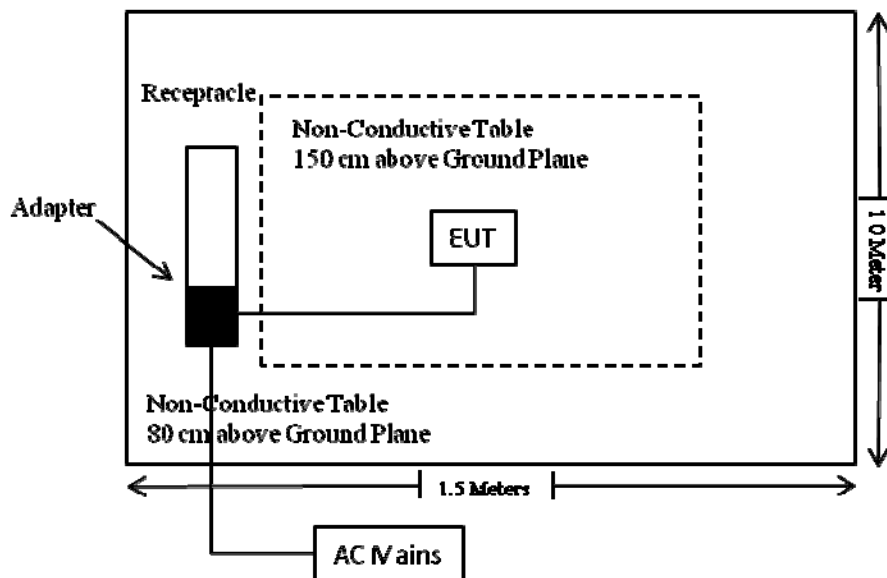 Receptacle
Non-Conductive Table
150 cm above Ground Plane
Adapter
EUT
1 0 Meter
Non-Conductive Table
80 cm above Ground Plane
1.5 Meters
AC Mains